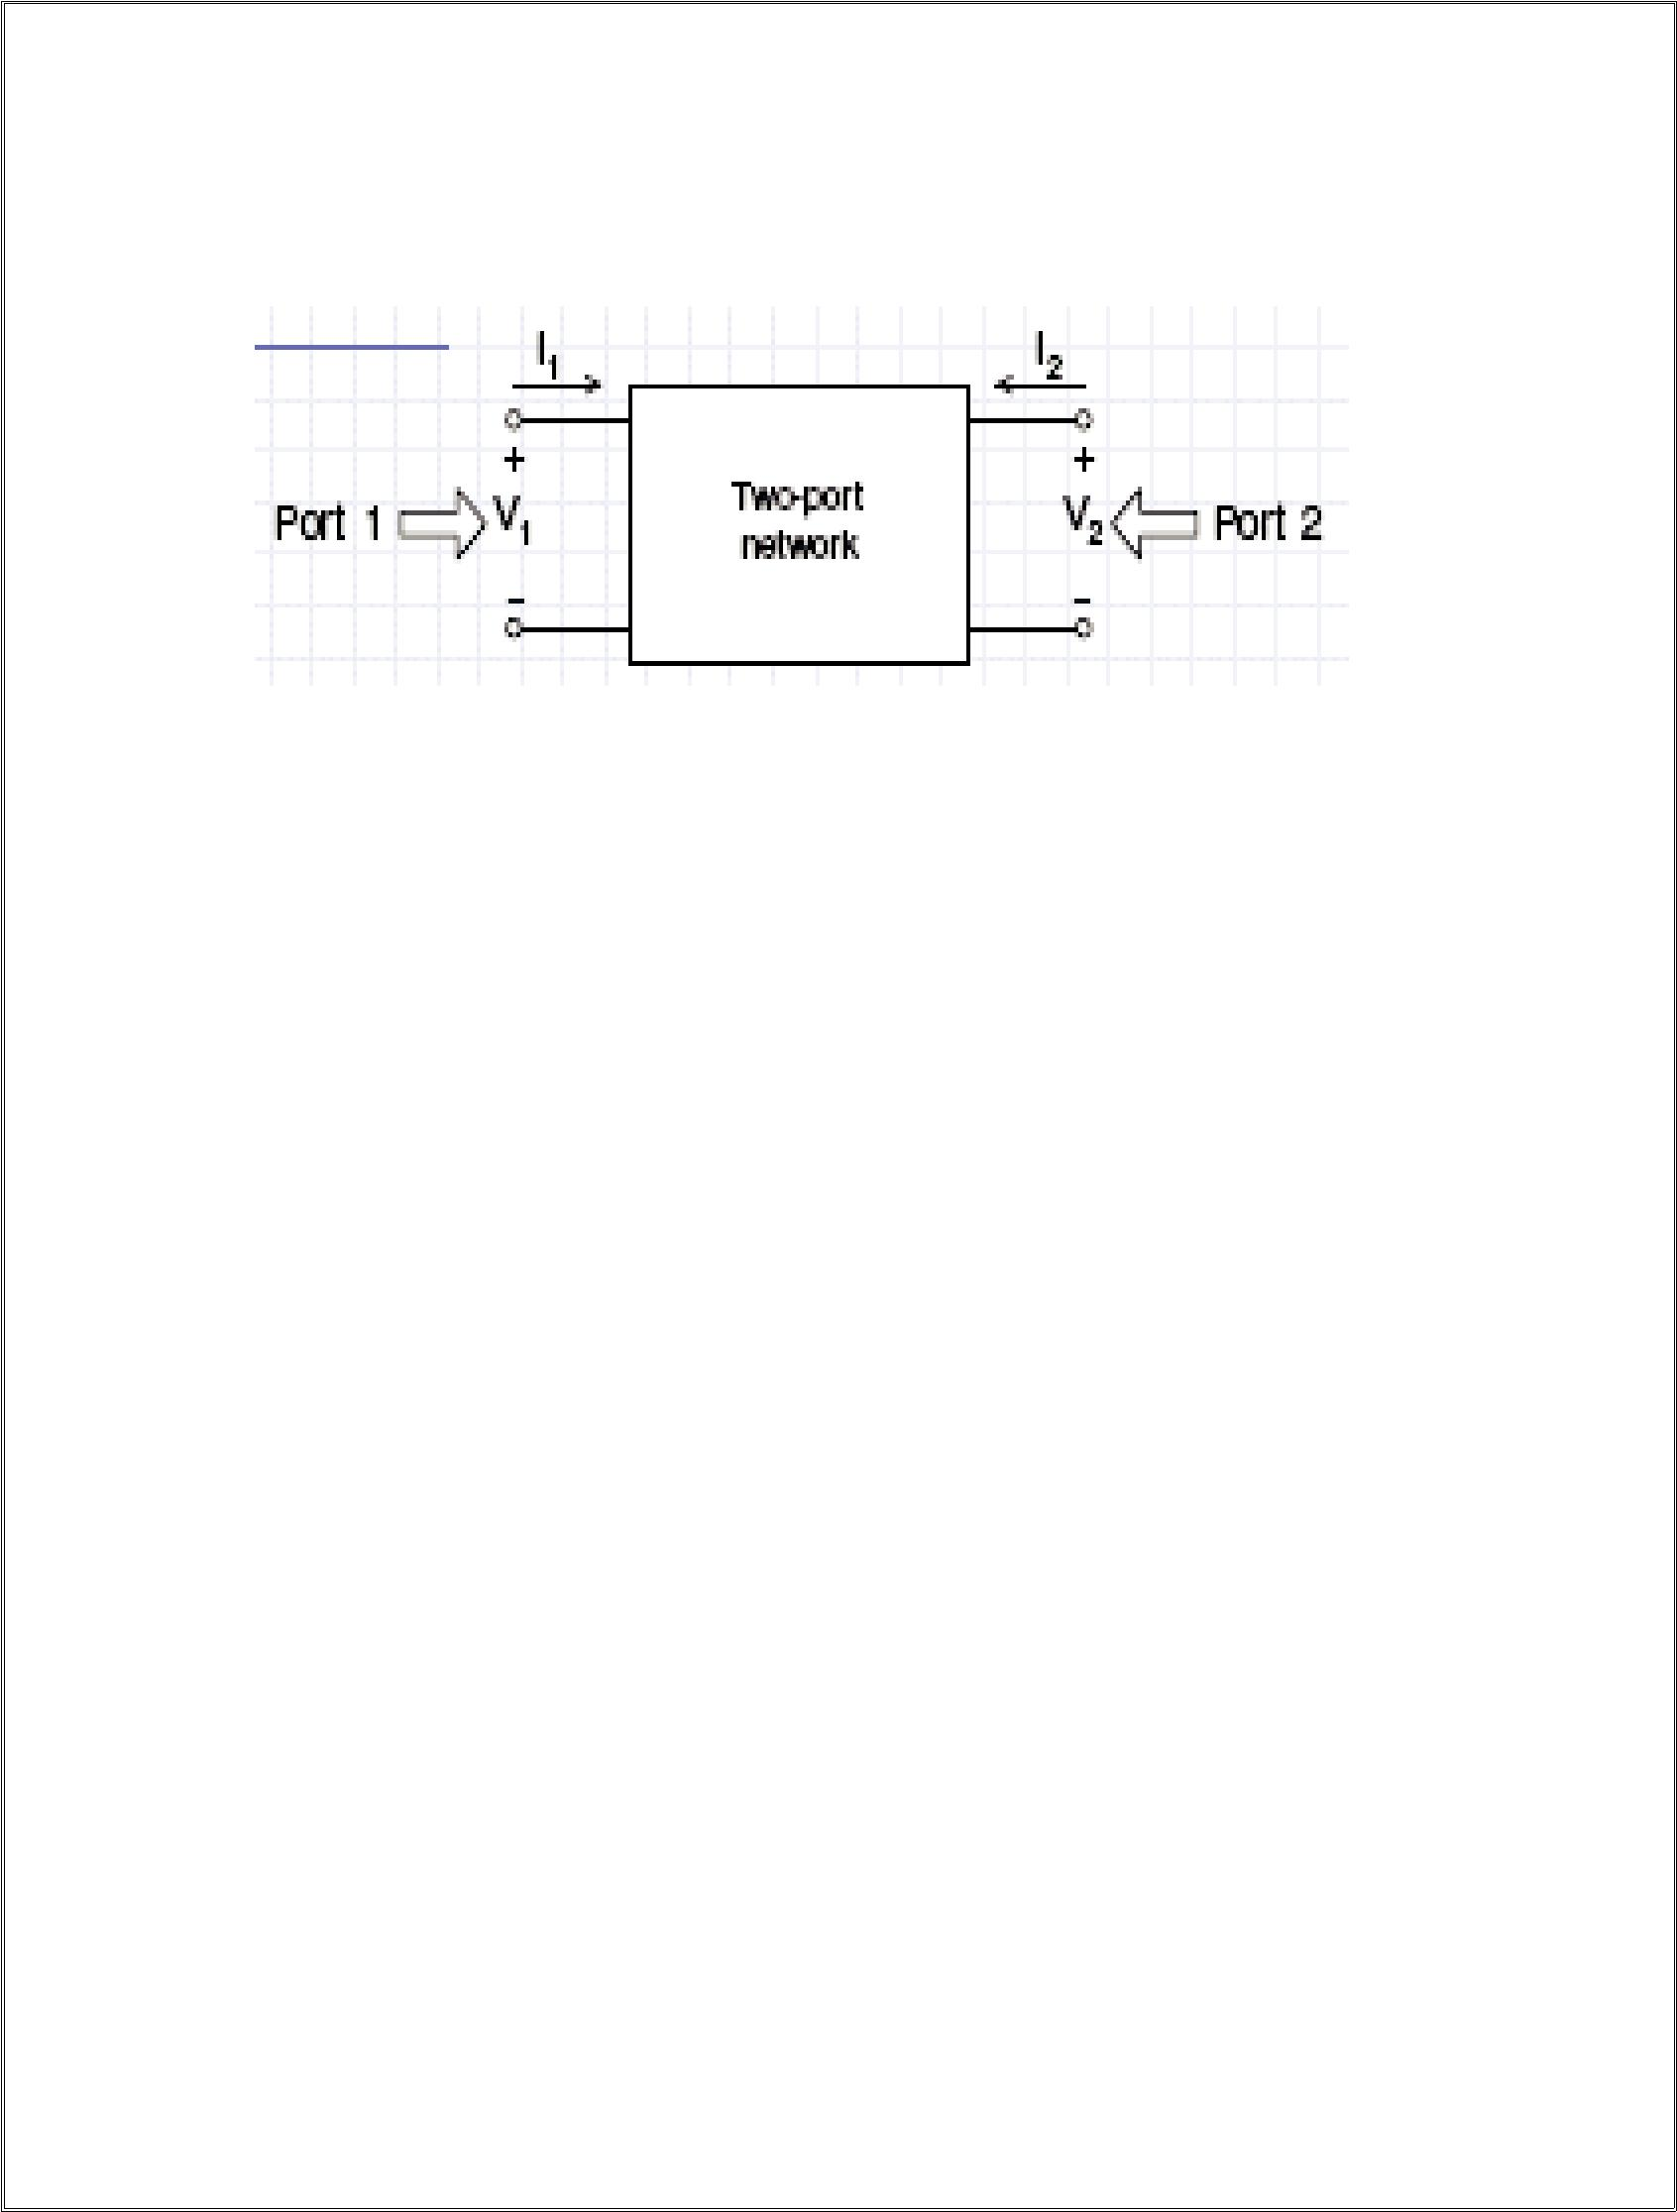 I1 I2
+ +
Two-port
Port 1 V1 V2 Port 2
network
- -